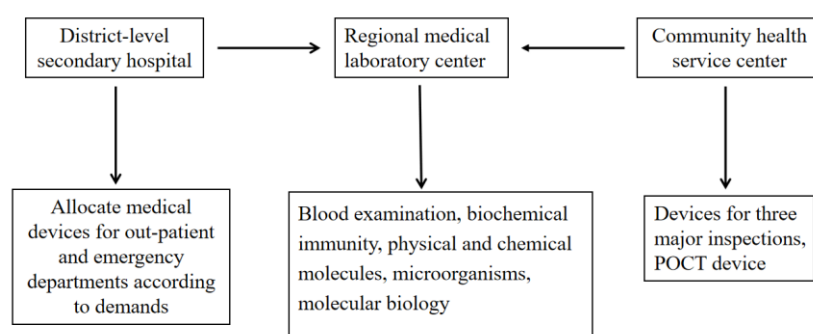 District-level
secondary hospital
Regional medical
laboratory center
Community health
service center
Allocate medical
devices for out-patient
and emergency
departments according
to demands
Blood examination, biochemical
immunity, physical and chemical
molecules, microorganisms,
molecular biology
Devices for three
major inspections,
POCT device